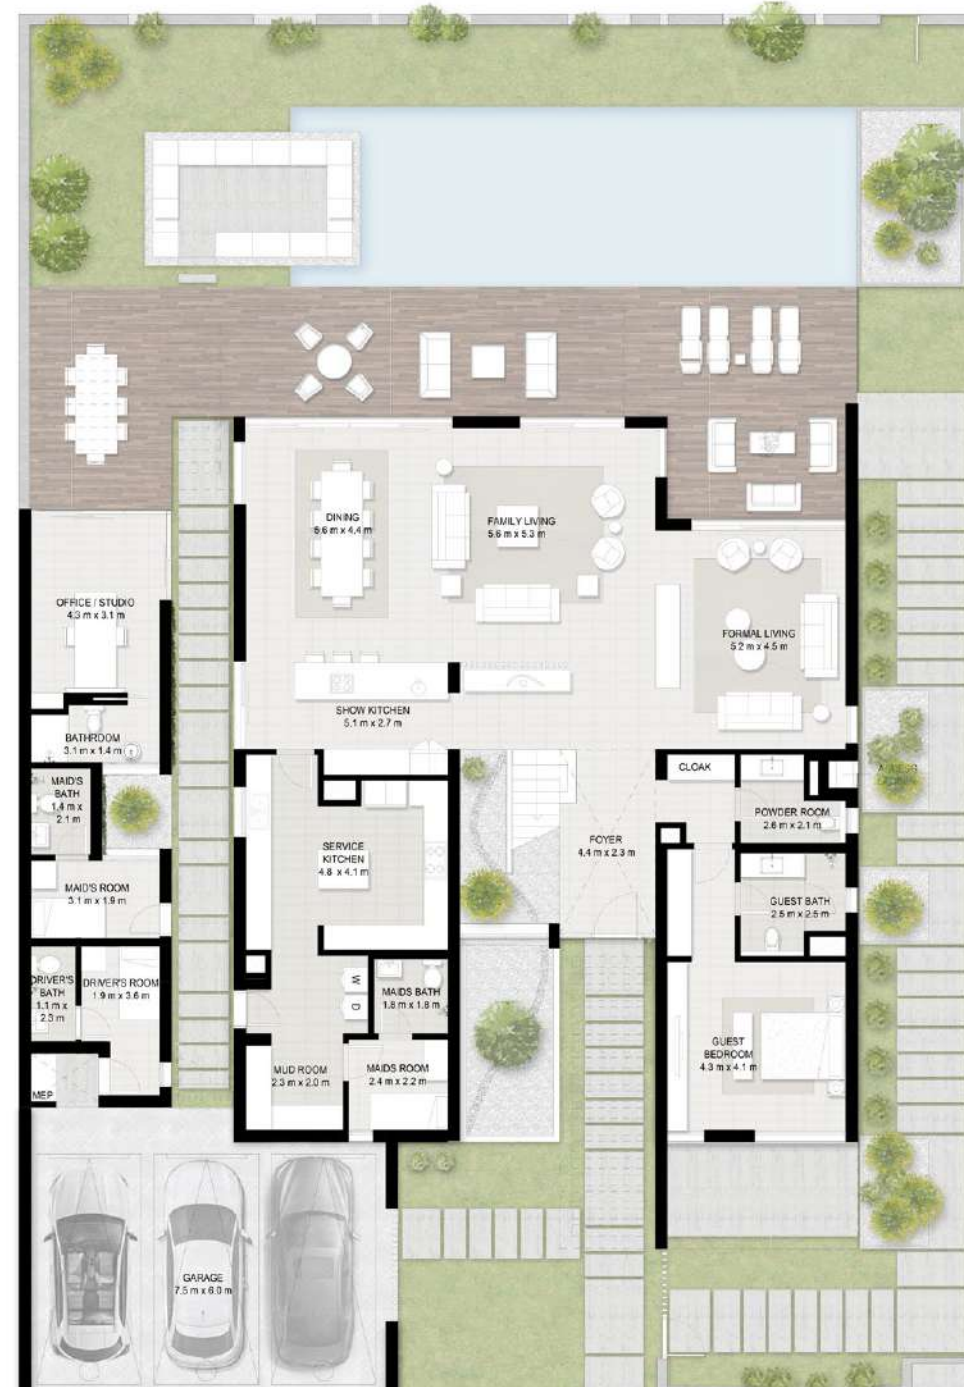 DINING
5.6 m x 4.4 m
FAMILY LIVING
5.6 m x 5.3 m
OFFICE / STUDIO
4.3 m x 3.1 m
FORMAL LIVING
5.2 m x 4.5 m
SHOW KITCHEN
5.1 m x 2.7 m
BATHROOM
3.1 m x 1.4 m
MAID'S
BATH
1.4 m x
2.1 m
CLOAK
POWDER ROOM
2.6 m x 2.1 m
FOYER
4.4 m x 2.3 m
SERVICE
KITCHEN
4.8 x 4.1 m
MAID'S ROOM
3.1 m x 1.9 m
GUEST BATH
2.5 m x 2.5 m
DRIVER'S
BATH
1.1 m x
2.3 m
DRIVER'S ROOM
1.9 m x 3.6 m
W
D
MAIDS BATH
1.8 m x 1.8 m
GUEST
BEDROOM
4.3 m x 4.1 m
MUD ROOM
2.3 m x 2.0 m
MAIDS ROOM
2.4 m x 2.2 m
MEP
GARAGE
7.5 m x 6.0 m